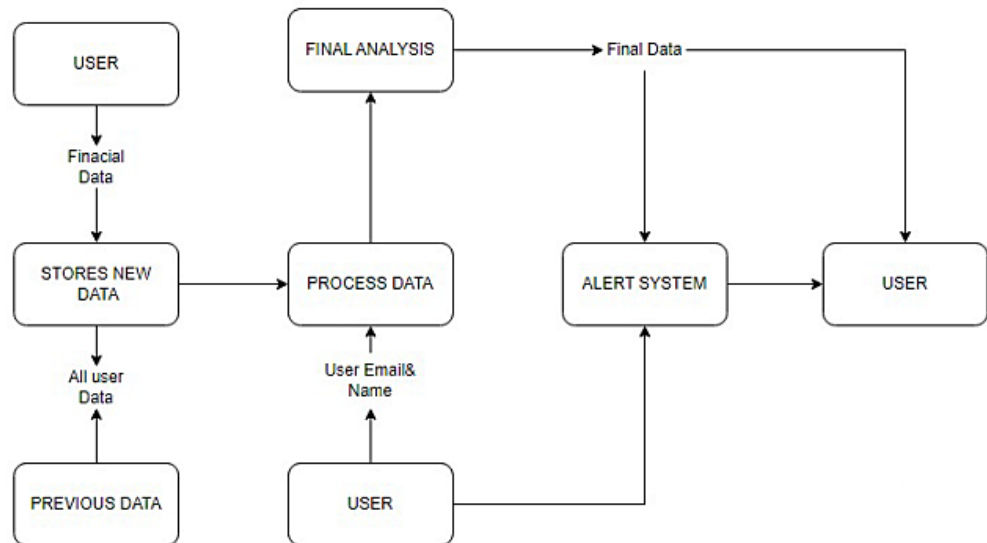 USER
FINAL ANALYSIS
Final Data
Finacial
Data
STORES NEW
DATA
PROCESS DATA
ALERT SYSTEM
USER
All user
Data
User Email&
Name
PREVIOUS DATA
USER